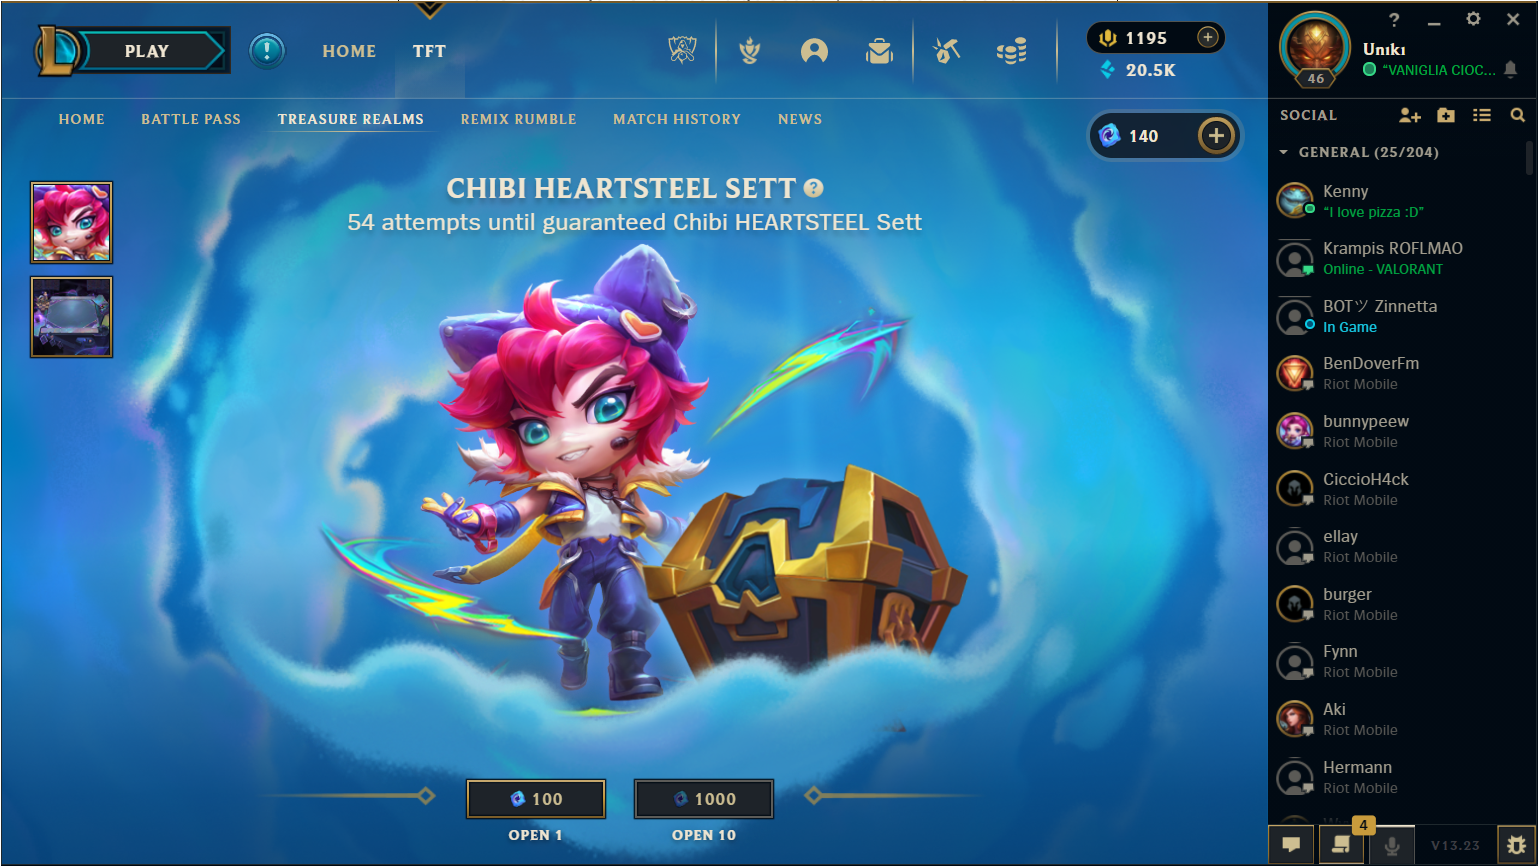 PLAY
HOME
TFT
1195
20.5K
HOME
BATTLE PASS
TREASURE REALMS
REMIX RUMBLE
MATCH HISTORY
NEWS
140
CHIBI HEARTSTEEL SETT ?
54 attempts until guaranteed Chibi HEARTSTEEL Sett
100
OPEN 1
1000
OPEN 10
?
46
Uniki
“VANIGLIA CIOC...
SOCIAL
GENERAL (25/204)
Kenny
“I love pizza :D”
Krampis ROFLMAO
Online - VALORANT
BOTツ Zinnetta
In Game
BenDoverFm
Riot Mobile
bunnypeew
Riot Mobile
CiccioH4ck
Riot Mobile
ellay
Riot Mobile
burger
Riot Mobile
Fynn
Riot Mobile
Aki
Riot Mobile
Hermann
Riot Mobile
4
V13.23